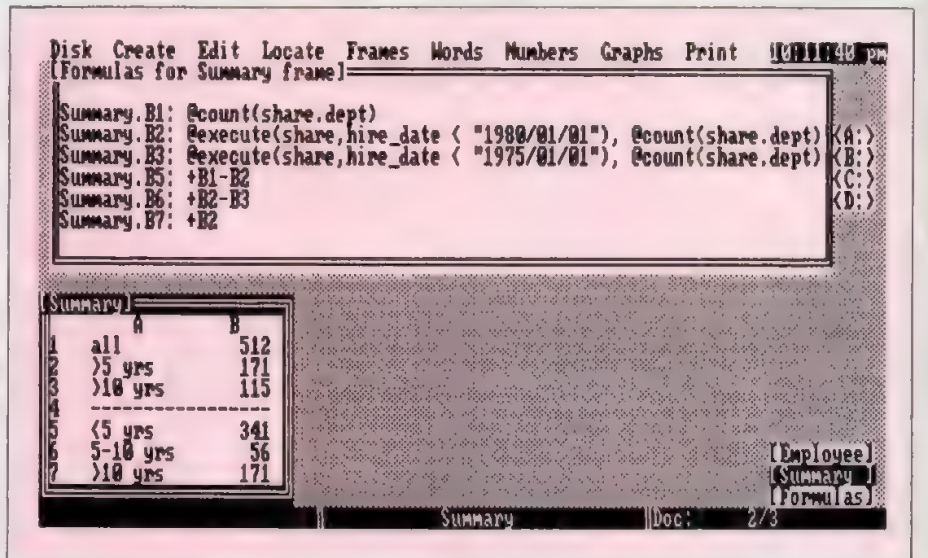 Disk Create Edit Locate Frames Words Numbers Graphs Print 10:11:40 pm
[Formulas for Summary frame]
Summary.B1: @count(share.dept)
Summary.B2: @execute(share,hire_date < "1980/01/01"), @count(share.dept) <A:>
Summary.B3: @execute(share,hire_date < "1975/01/01"), @count(share.dept) <B:>
Summary.B5: +B1-B2 <C:>
Summary.B6: +B2-B3 <D:>
Summary.B7: +B2
[Summary]
A B
1 all 512
2 >5 yrs 171
3 >10 yrs 115
4 ----------------
5 <5 yrs 341
6 5-10 yrs 56
7 >10 yrs 171
[Employee]
[Summary ]
[Formulas]
Summary Doc: 2/3